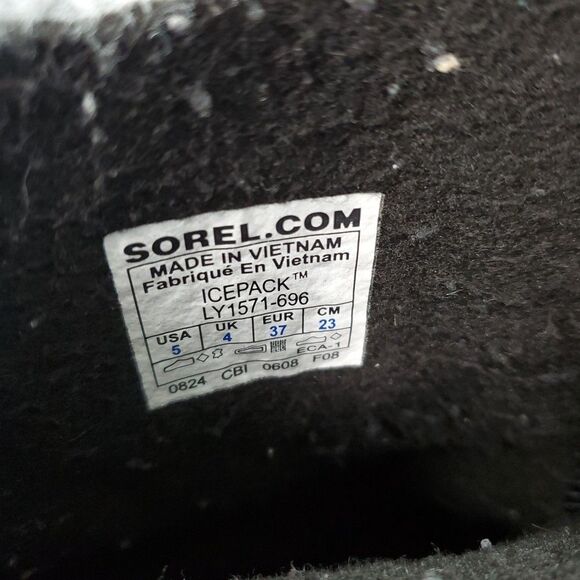 SOREL.COM
MADE IN VIETNAM
Fabriqué En Vietnam
ICEPACK™
LY1571-696
USA UK EUR CM
5 4 37 23
ECA-1
0824 CBI 0608 F08